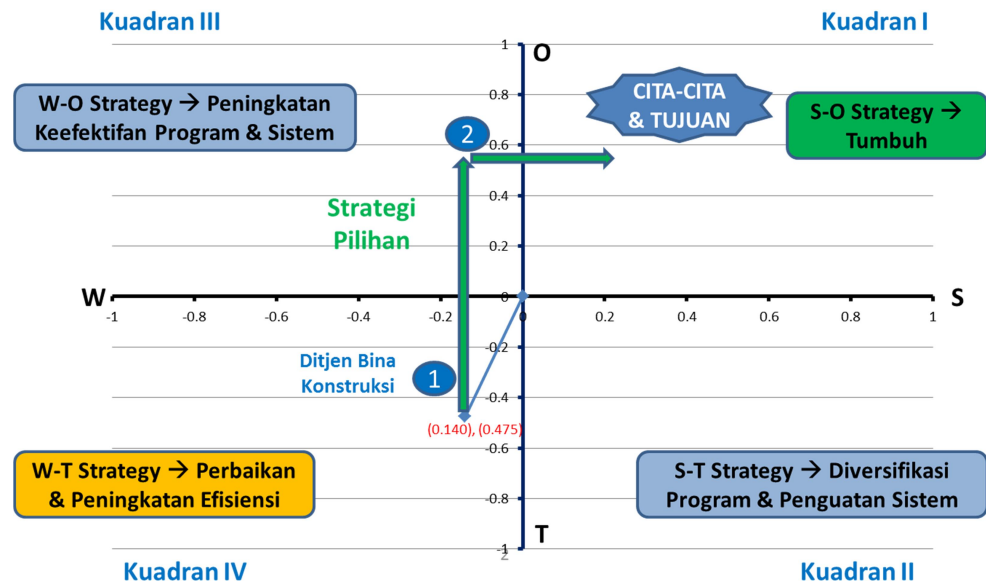 Kuadran III
Kuadran I
O
W-O Strategy → Peningkatan
Keefektifan Program & Sistem
CITA-CITA
& TUJUAN
S-O Strategy →
Tumbuh
2
Strategi
Pilihan
1
0.8
0.6
0.4
0.2
0
-0.2
-0.4
-0.6
-0.8
-1
W
S
-1
-0.8
-0.6
-0.4
-0.2
0
0.2
0.4
0.6
0.8
1
Ditjen Bina
Konstruksi
1
(0.140), (0.475)
W-T Strategy → Perbaikan
& Peningkatan Efisiensi
S-T Strategy → Diversifikasi
Program & Penguatan Sistem
T
Kuadran IV
Kuadran II